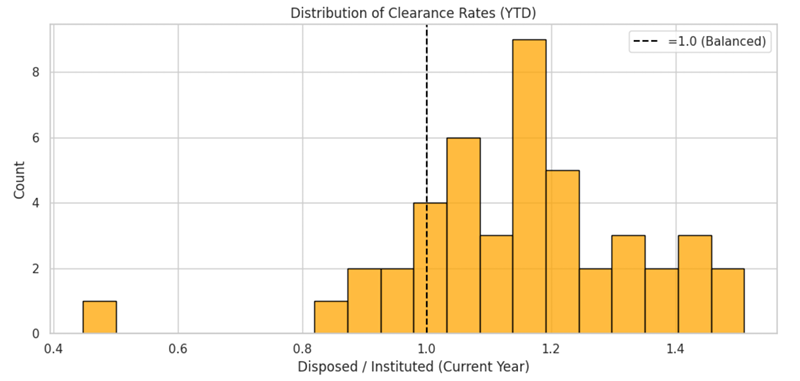 Distribution of Clearance Rates (YTD)
=1.0 (Balanced)
Count
8
6
4
2
0
0.4 0.6 0.8 1.0 1.2 1.4
Disposed / Instituted (Current Year)